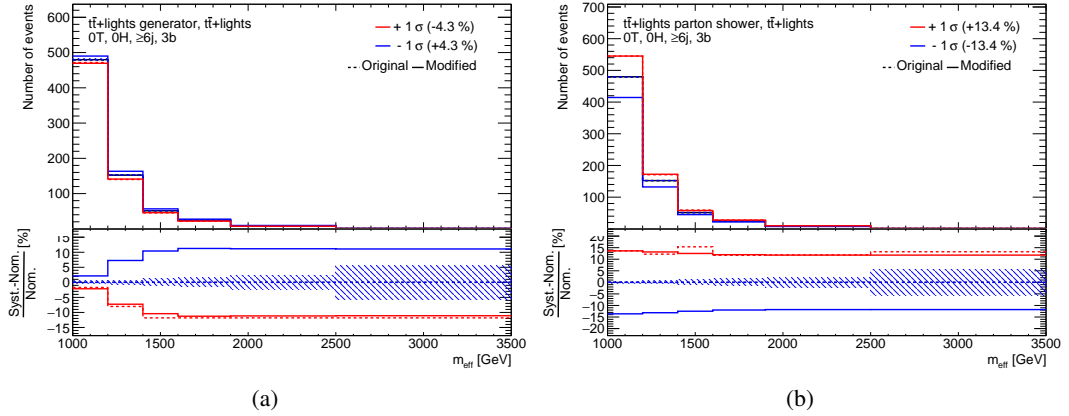 Number of events
600
500
400
300
200
100
tt̄+lights generator, tt̄+lights
0T, 0H, ≥6j, 3b
+ 1 σ (-4.3 %)
- 1 σ (+4.3 %)
Original Modified
Syst.-Nom. [%]
Nom.
15
10
5
0
−5
−10
−15
1000 1500 2000 2500 3000 3500
m_eff [GeV]
(a)
Number of events
700
600
500
400
300
200
100
tt̄+lights parton shower, tt̄+lights
0T, 0H, ≥6j, 3b
+ 1 σ (+13.4 %)
- 1 σ (-13.4 %)
Original Modified
Syst.-Nom. [%]
Nom.
20
15
10
5
0
−5
−10
−15
−20
1000 1500 2000 2500 3000 3500
m_eff [GeV]
(b)